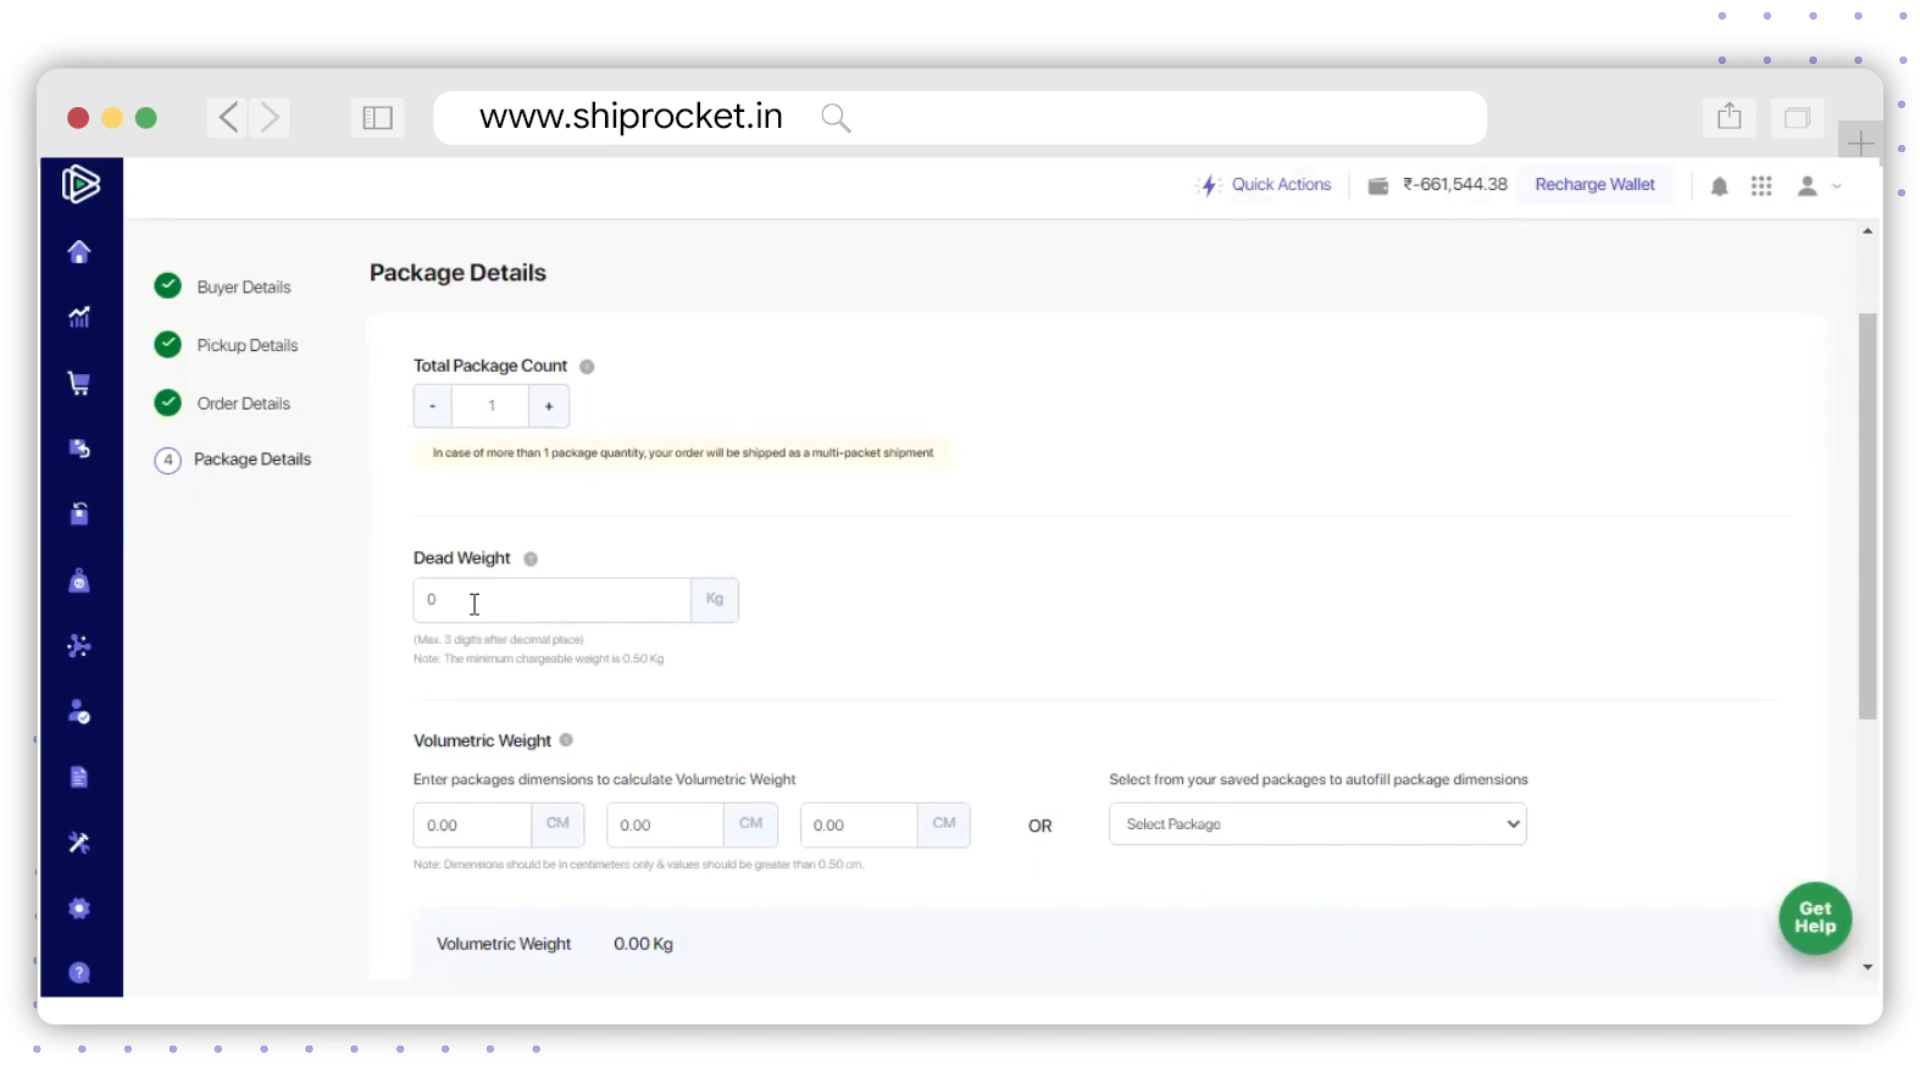 www.shiprocket.in
Quick Actions
₹-661,544.38
Recharge Wallet
Buyer Details
Pickup Details
Order Details
4 Package Details
Package Details
Total Package Count
- 1 +
In case of more than 1 package quantity, your order will be shipped as a multi-packet shipment
Dead Weight
0 Kg
(Max. 3 digits after decimal place)
Note: The minimum chargeable weight is 0.50 Kg
Volumetric Weight
Enter packages dimensions to calculate Volumetric Weight
0.00 CM 0.00 CM 0.00 CM
Note: Dimensions should be in centimeters only & values should be greater than 0.50 cm.
OR
Select from your saved packages to autofill package dimensions
Select Package
Volumetric Weight 0.00 Kg
Get
Help